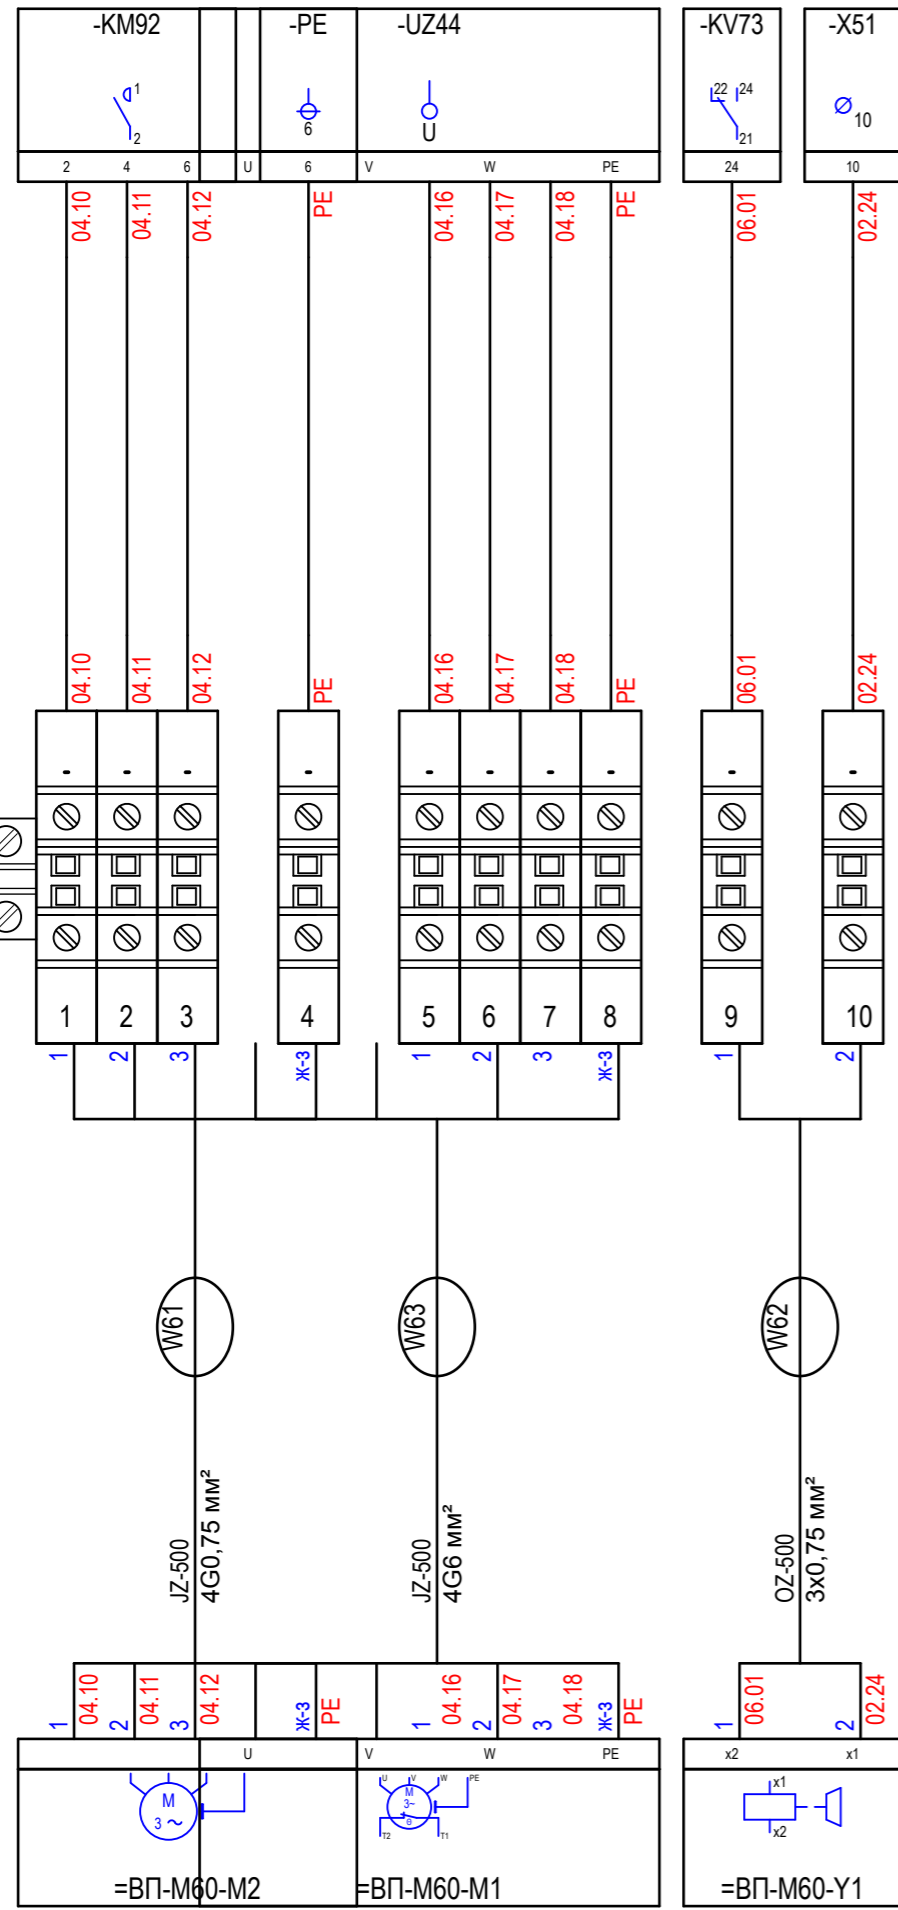 -KM92 -PE -UZ44 -KV73 -X51
1 22 24
6 U 2 21 10
2 4 6 U 6 V W PE 24 10
04.10 04.11 04.12 PE 04.16 04.17 04.18 PE 06.01 02.24
04.10 04.11 04.12 PE 04.16 04.17 04.18 PE 06.01 02.24
- - - - - - - - - -
1 2 3 4 5 6 7 8 9 10
1 2 3 ж-з 1 2 3 ж-з 1 2
W61 W63 W62
JZ-500 JZ-500 OZ-500
4G0,75 мм² 4G6 мм² 3x0,75 мм²
1 04.10 2 04.11 3 04.12 ж-з PE 1 04.16 2 04.17 3 04.18 ж-з PE 1 06.01 2 02.24
U V W PE x2 x1
U V W PE x1
M M
3 ~ 3~
θ
T2 T1 x2
=ВП-М60-М2 =ВП-М60-М1 =ВП-М60-Y1